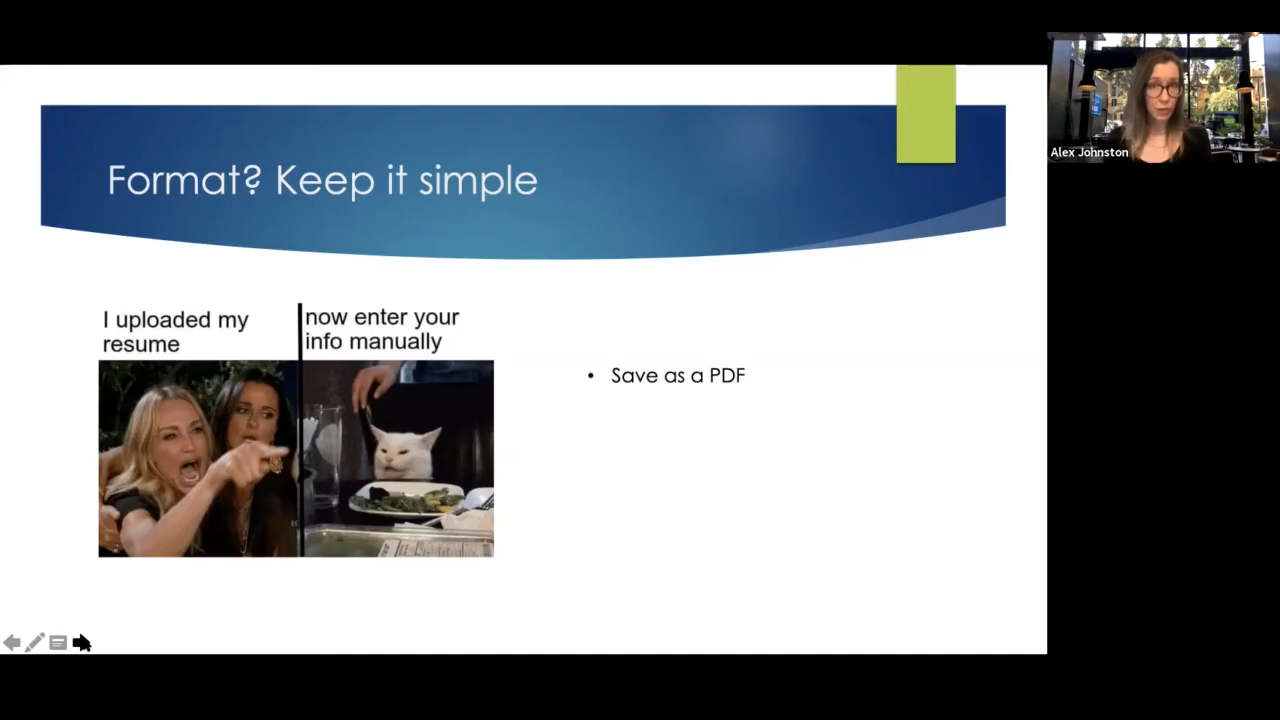 Format? Keep it simple
I uploaded my
resume
now enter your
info manually
• Save as a PDF
Alex Johnston